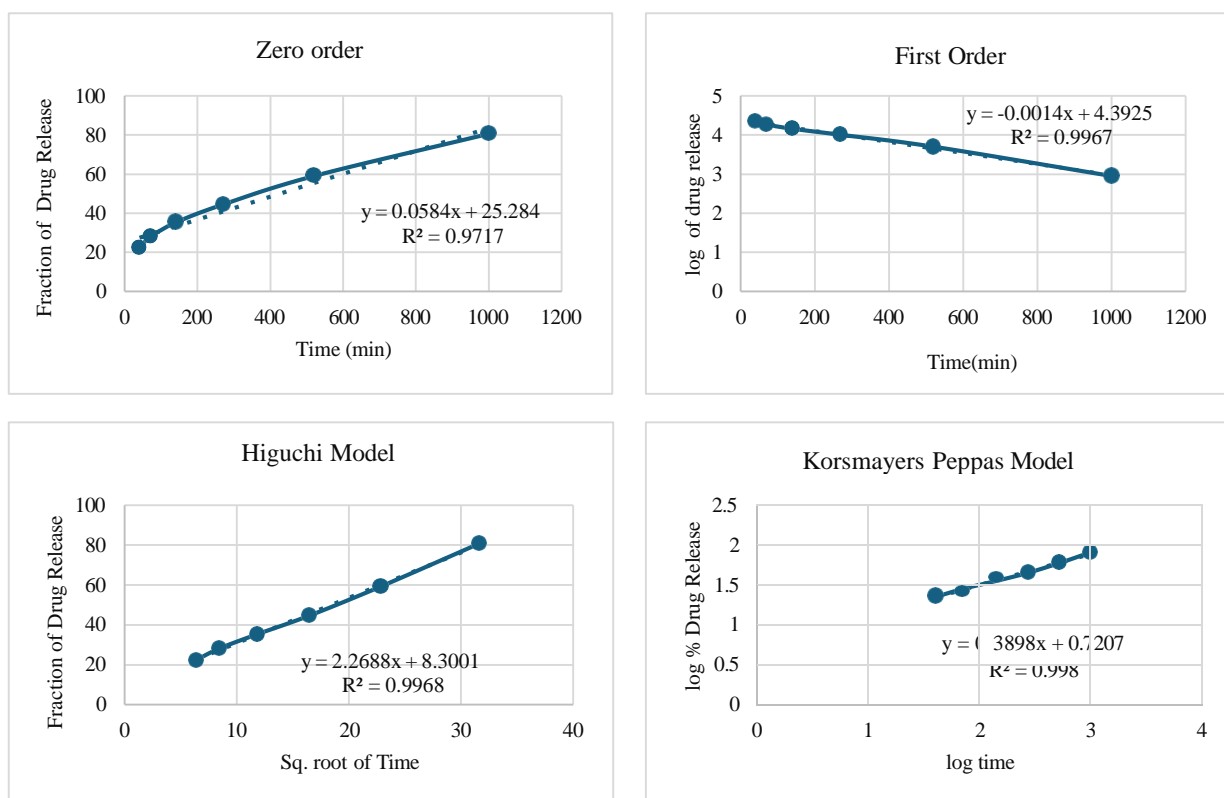 Zero order
Fraction of Drug Release
100
80
60
40
20
0
y = 0.0584x + 25.284
R² = 0.9717
0 200 400 600 800 1000 1200
Time (min)
First Order
log of drug release
5
4
3
2
1
0
y = -0.0014x + 4.3925
R² = 0.9967
0 200 400 600 800 1000 1200
Time(min)
Higuchi Model
Fraction of Drug Release
100
80
60
40
20
0
y = 2.2688x + 8.3001
R² = 0.9968
0 10 20 30 40
Sq. root of Time
Korsmayers Peppas Model
log % Drug Release
2.5
2
1.5
1
0.5
0
y = 3898x + 0.7207
R² = 0.998
0 1 2 3 4
log time